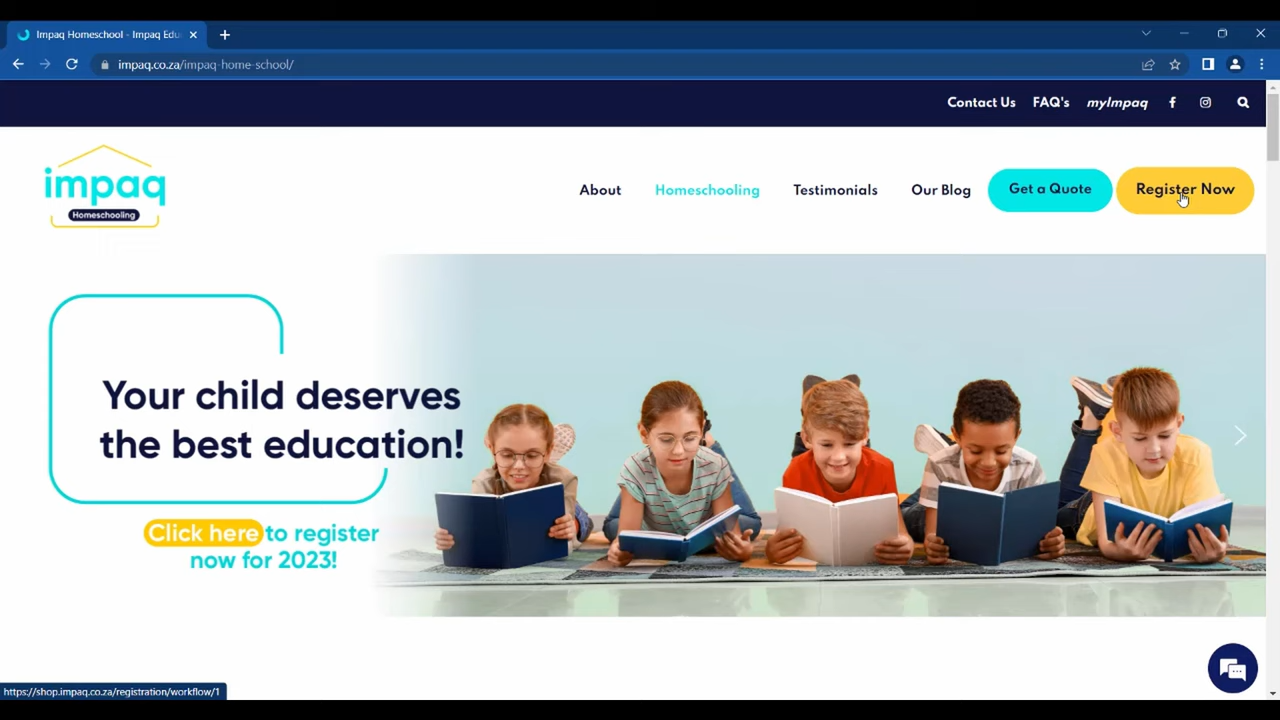 Impaq Homeschool - Impaq Edu
impaq.co.za/impaq-home-school/
Contact Us FAQ's myImpaq
impaq
Homeschooling
About Homeschooling Testimonials Our Blog Get a Quote Register Now
Your child deserves
the best education!
Click here to register
now for 2023!
https://shop.impaq.co.za/registration/workflow/1